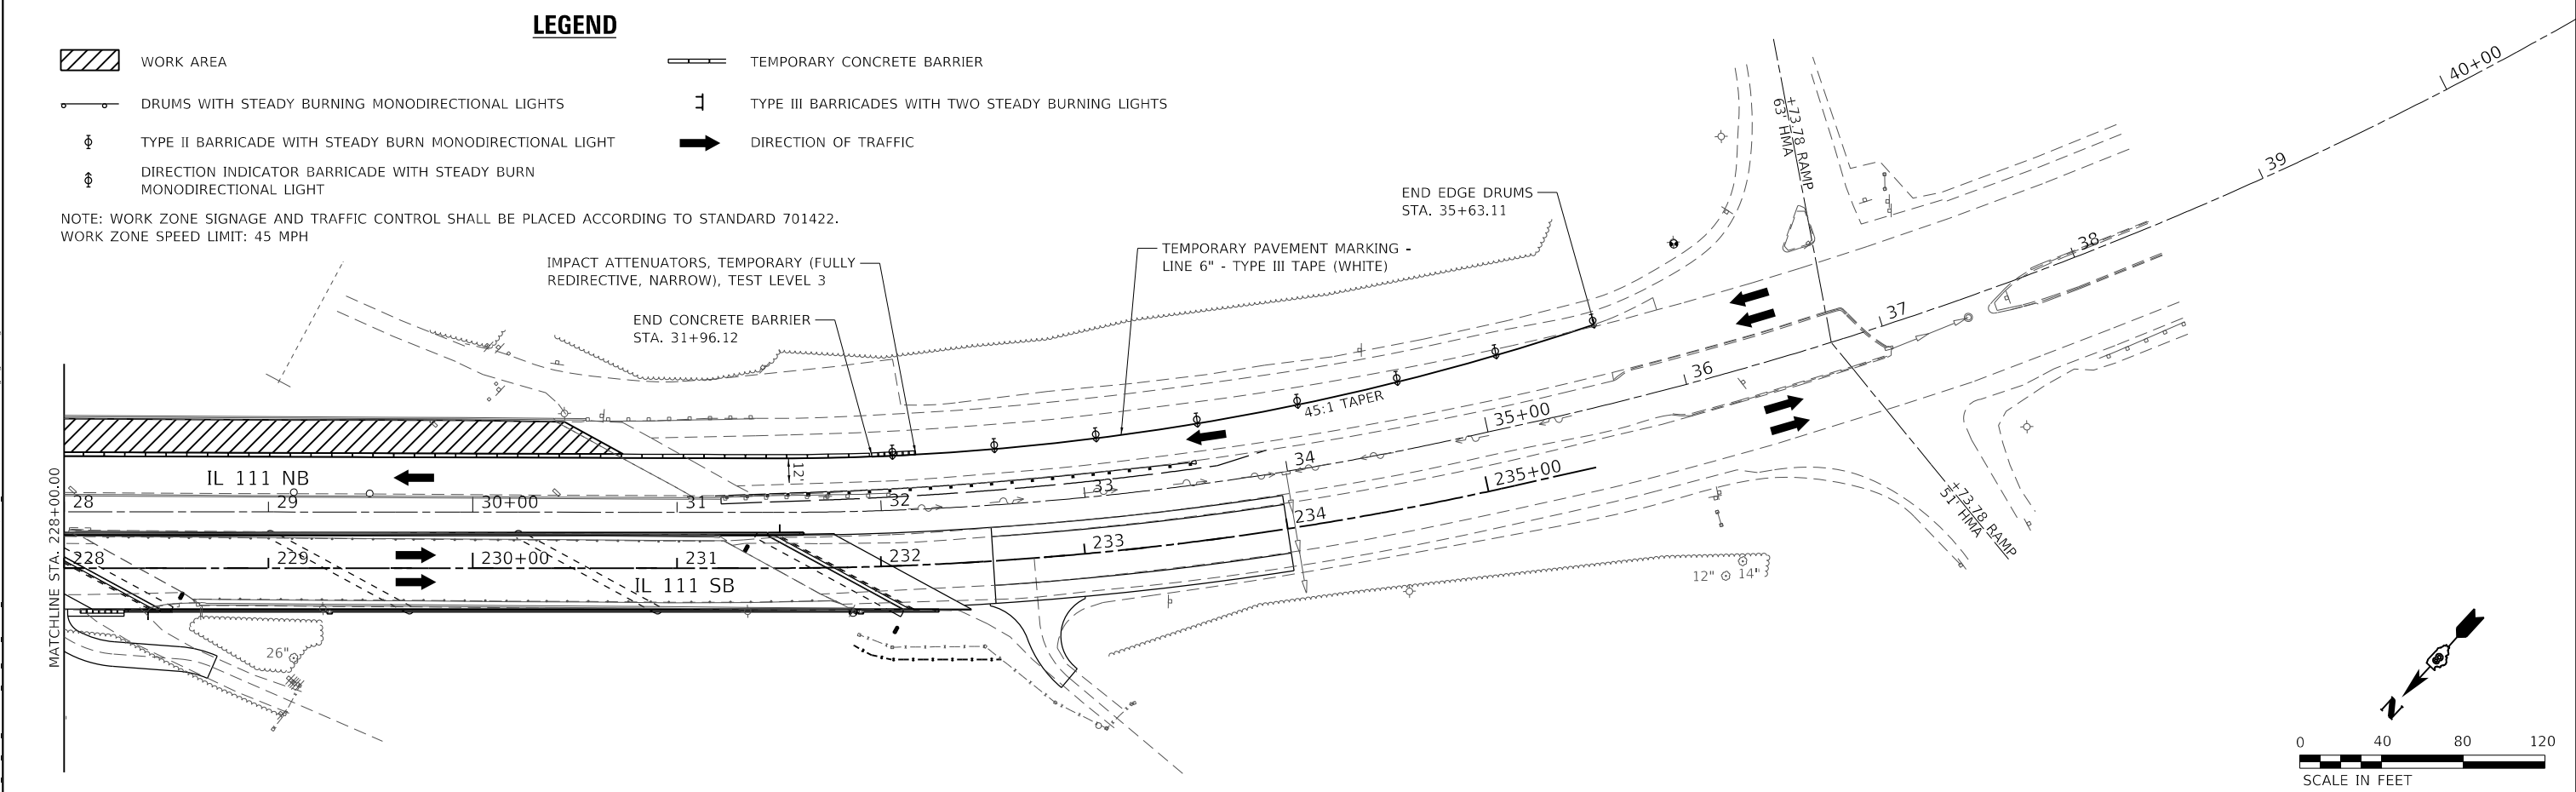 LEGEND
WORK AREA
TEMPORARY CONCRETE BARRIER
DRUMS WITH STEADY BURNING MONODIRECTIONAL LIGHTS
TYPE III BARRICADES WITH TWO STEADY BURNING LIGHTS
TYPE II BARRICADE WITH STEADY BURN MONODIRECTIONAL LIGHT
DIRECTION OF TRAFFIC
DIRECTION INDICATOR BARRICADE WITH STEADY BURN
MONODIRECTIONAL LIGHT
NOTE: WORK ZONE SIGNAGE AND TRAFFIC CONTROL SHALL BE PLACED ACCORDING TO STANDARD 701422.
WORK ZONE SPEED LIMIT: 45 MPH
IMPACT ATTENUATORS, TEMPORARY (FULLY
REDIRECTIVE, NARROW), TEST LEVEL 3
END CONCRETE BARRIER
STA. 31+96.12
TEMPORARY PAVEMENT MARKING -
LINE 6" - TYPE III TAPE (WHITE)
END EDGE DRUMS
STA. 35+63.11
+73.78 RAMP
63' HMA
40+00
39
38
37
36
35+00
34
33
32
31
30+00
29
28
45:1 TAPER
12'
IL 111 NB
MATCHLINE STA. 228+00.00
228
229
230+00
231
232
233
234
235+00
IL 111 SB
+73.78 RAMP
51' HMA
26"
12"
14"
N
0 40 80 120
SCALE IN FEET